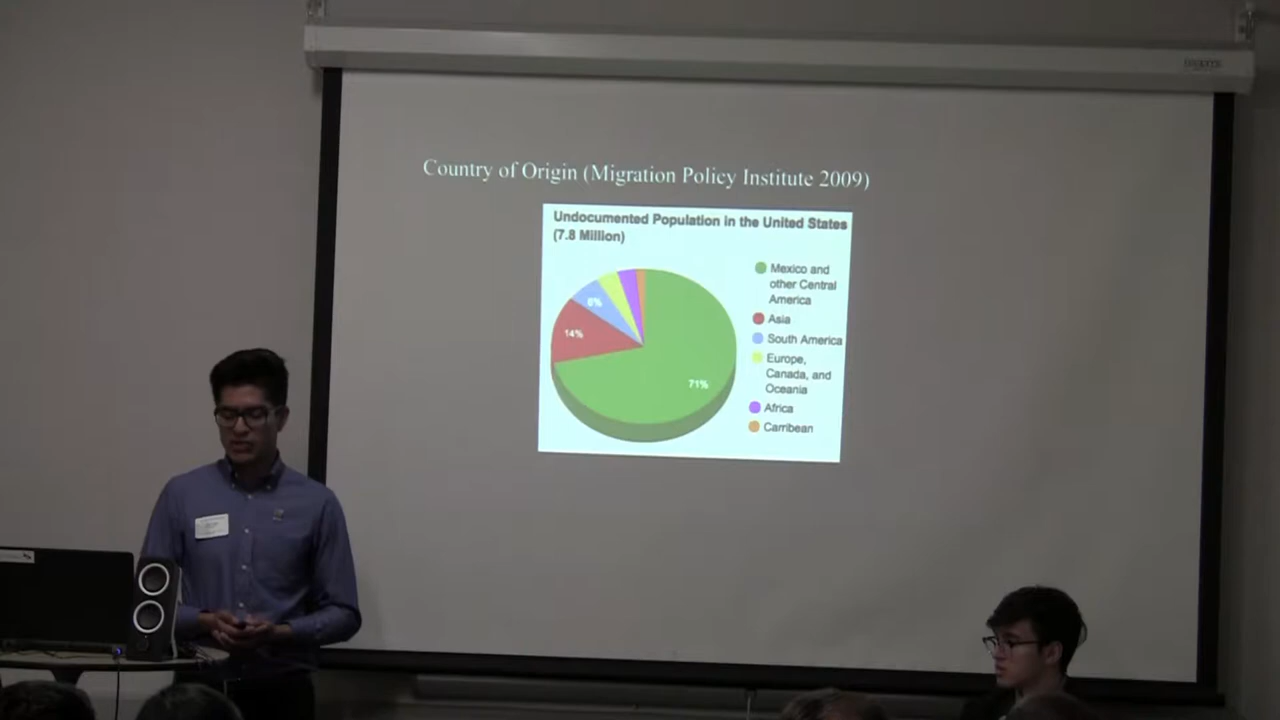 Country of Origin (Migration Policy Institute 2009)
Undocumented Population in the United States
(7.8 Million)
Mexico and
other Central
America
Asia
South America
Europe,
Canada, and
Oceania
Africa
Carribean
6%
14%
71%